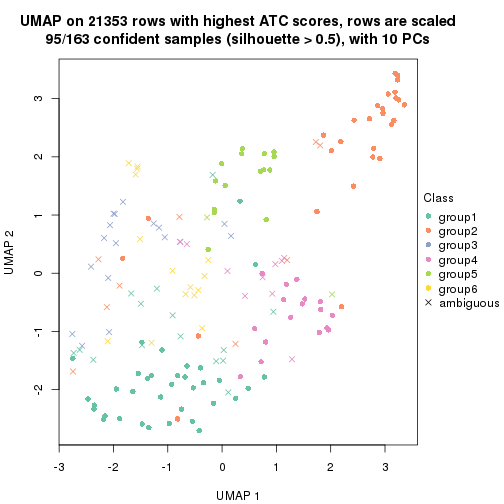 UMAP on 21353 rows with highest ATC scores, rows are scaled
95/163 confident samples (silhouette > 0.5), with 10 PCs
3
2
1
0
-1
-2
UMAP 2
-3
-2
-1
0
1
2
3
UMAP 1
Class
group1
group2
group3
group4
group5
group6
ambiguous